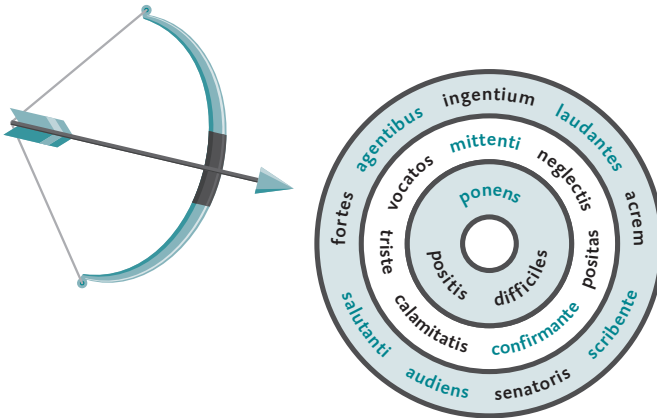 ingentium
laudantes
acrem
scribente
senatoris
audiens
salutanti
fortes
agentibus
mittenti
neglectis
positas
confirmante
calamitatis
triste
vocatos
ponens
difficiles
positis